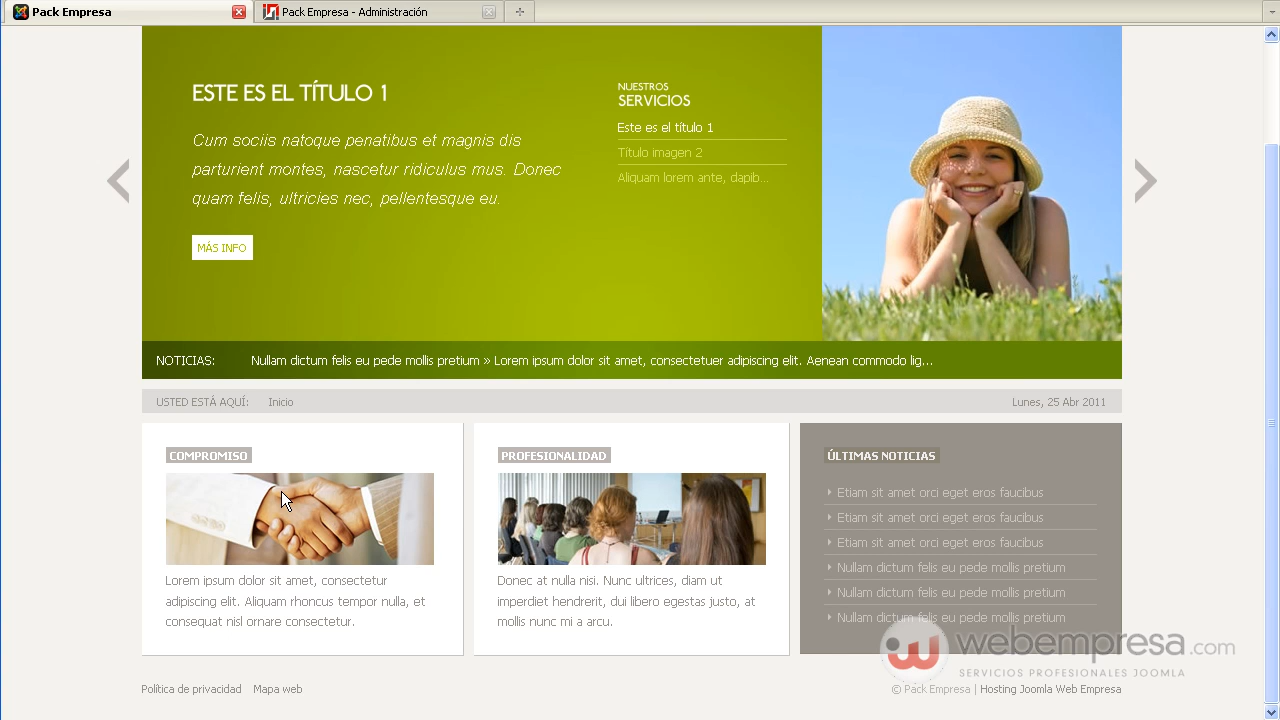 Pack Empresa
Pack Empresa - Administración
ESTE ES EL TÍTULO 1
Cum sociis natoque penatibus et magnis dis
parturient montes, nascetur ridiculus mus. Donec
quam felis, ultricies nec, pellentesque eu.
MÁS INFO
NUESTROS
SERVICIOS
Este es el título 1
Título imagen 2
Aliquam lorem ante, dapib...
NOTICIAS:
Nullam dictum felis eu pede mollis pretium » Lorem ipsum dolor sit amet, consectetuer adipiscing elit. Aenean commodo lig...
USTED ESTÁ AQUÍ:
Inicio
Lunes, 25 Abr 2011
COMPROMISO
Lorem ipsum dolor sit amet, consectetur
adipiscing elit. Aliquam rhoncus tempor nulla, et
consequat nisl ornare consectetor.
PROFESIONALIDAD
Donec at nulla nisi. Nunc ultrices, diam ut
imperdiet hendrerit, dui libero egestas justo, at
mollis nunc mi a arcu.
ÚLTIMAS NOTICIAS
Etiam sit amet orci eget eros faucibus
Etiam sit amet orci eget eros faucibus
Etiam sit amet orci eget eros faucibus
Nullam dictum felis eu pede mollis pretium
Nullam dictum felis eu pede mollis pretium
Nullam dictum felis eu pede mollis pretium
webempresa.com
SERVICIOS PROFESIONALES JOOMLA
Política de privacidad
Mapa web
© Pack Empresa | Hosting Joomla Web Empresa